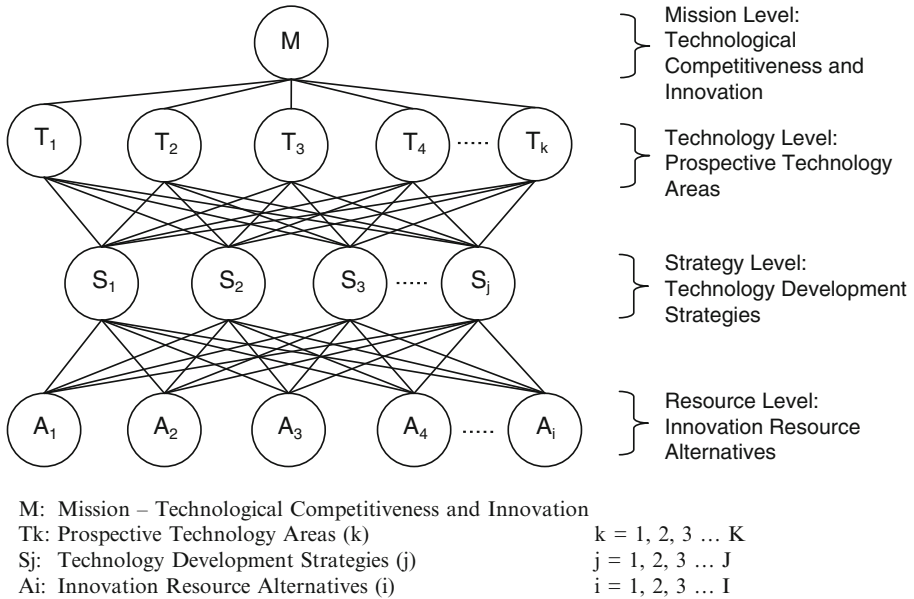 M
Mission Level:
Technological
Competitiveness and
Innovation
T1 T2 T3 T4 ..... Tk
Technology Level:
Prospective Technology
Areas
S1 S2 S3 ..... Sj
Strategy Level:
Technology Development
Strategies
A1 A2 A3 A4 ..... Ai
Resource Level:
Innovation Resource
Alternatives
M: Mission – Technological Competitiveness and Innovation
Tk: Prospective Technology Areas (k) k = 1, 2, 3 ... K
Sj: Technology Development Strategies (j) j = 1, 2, 3 ... J
Ai: Innovation Resource Alternatives (i) i = 1, 2, 3 ... I